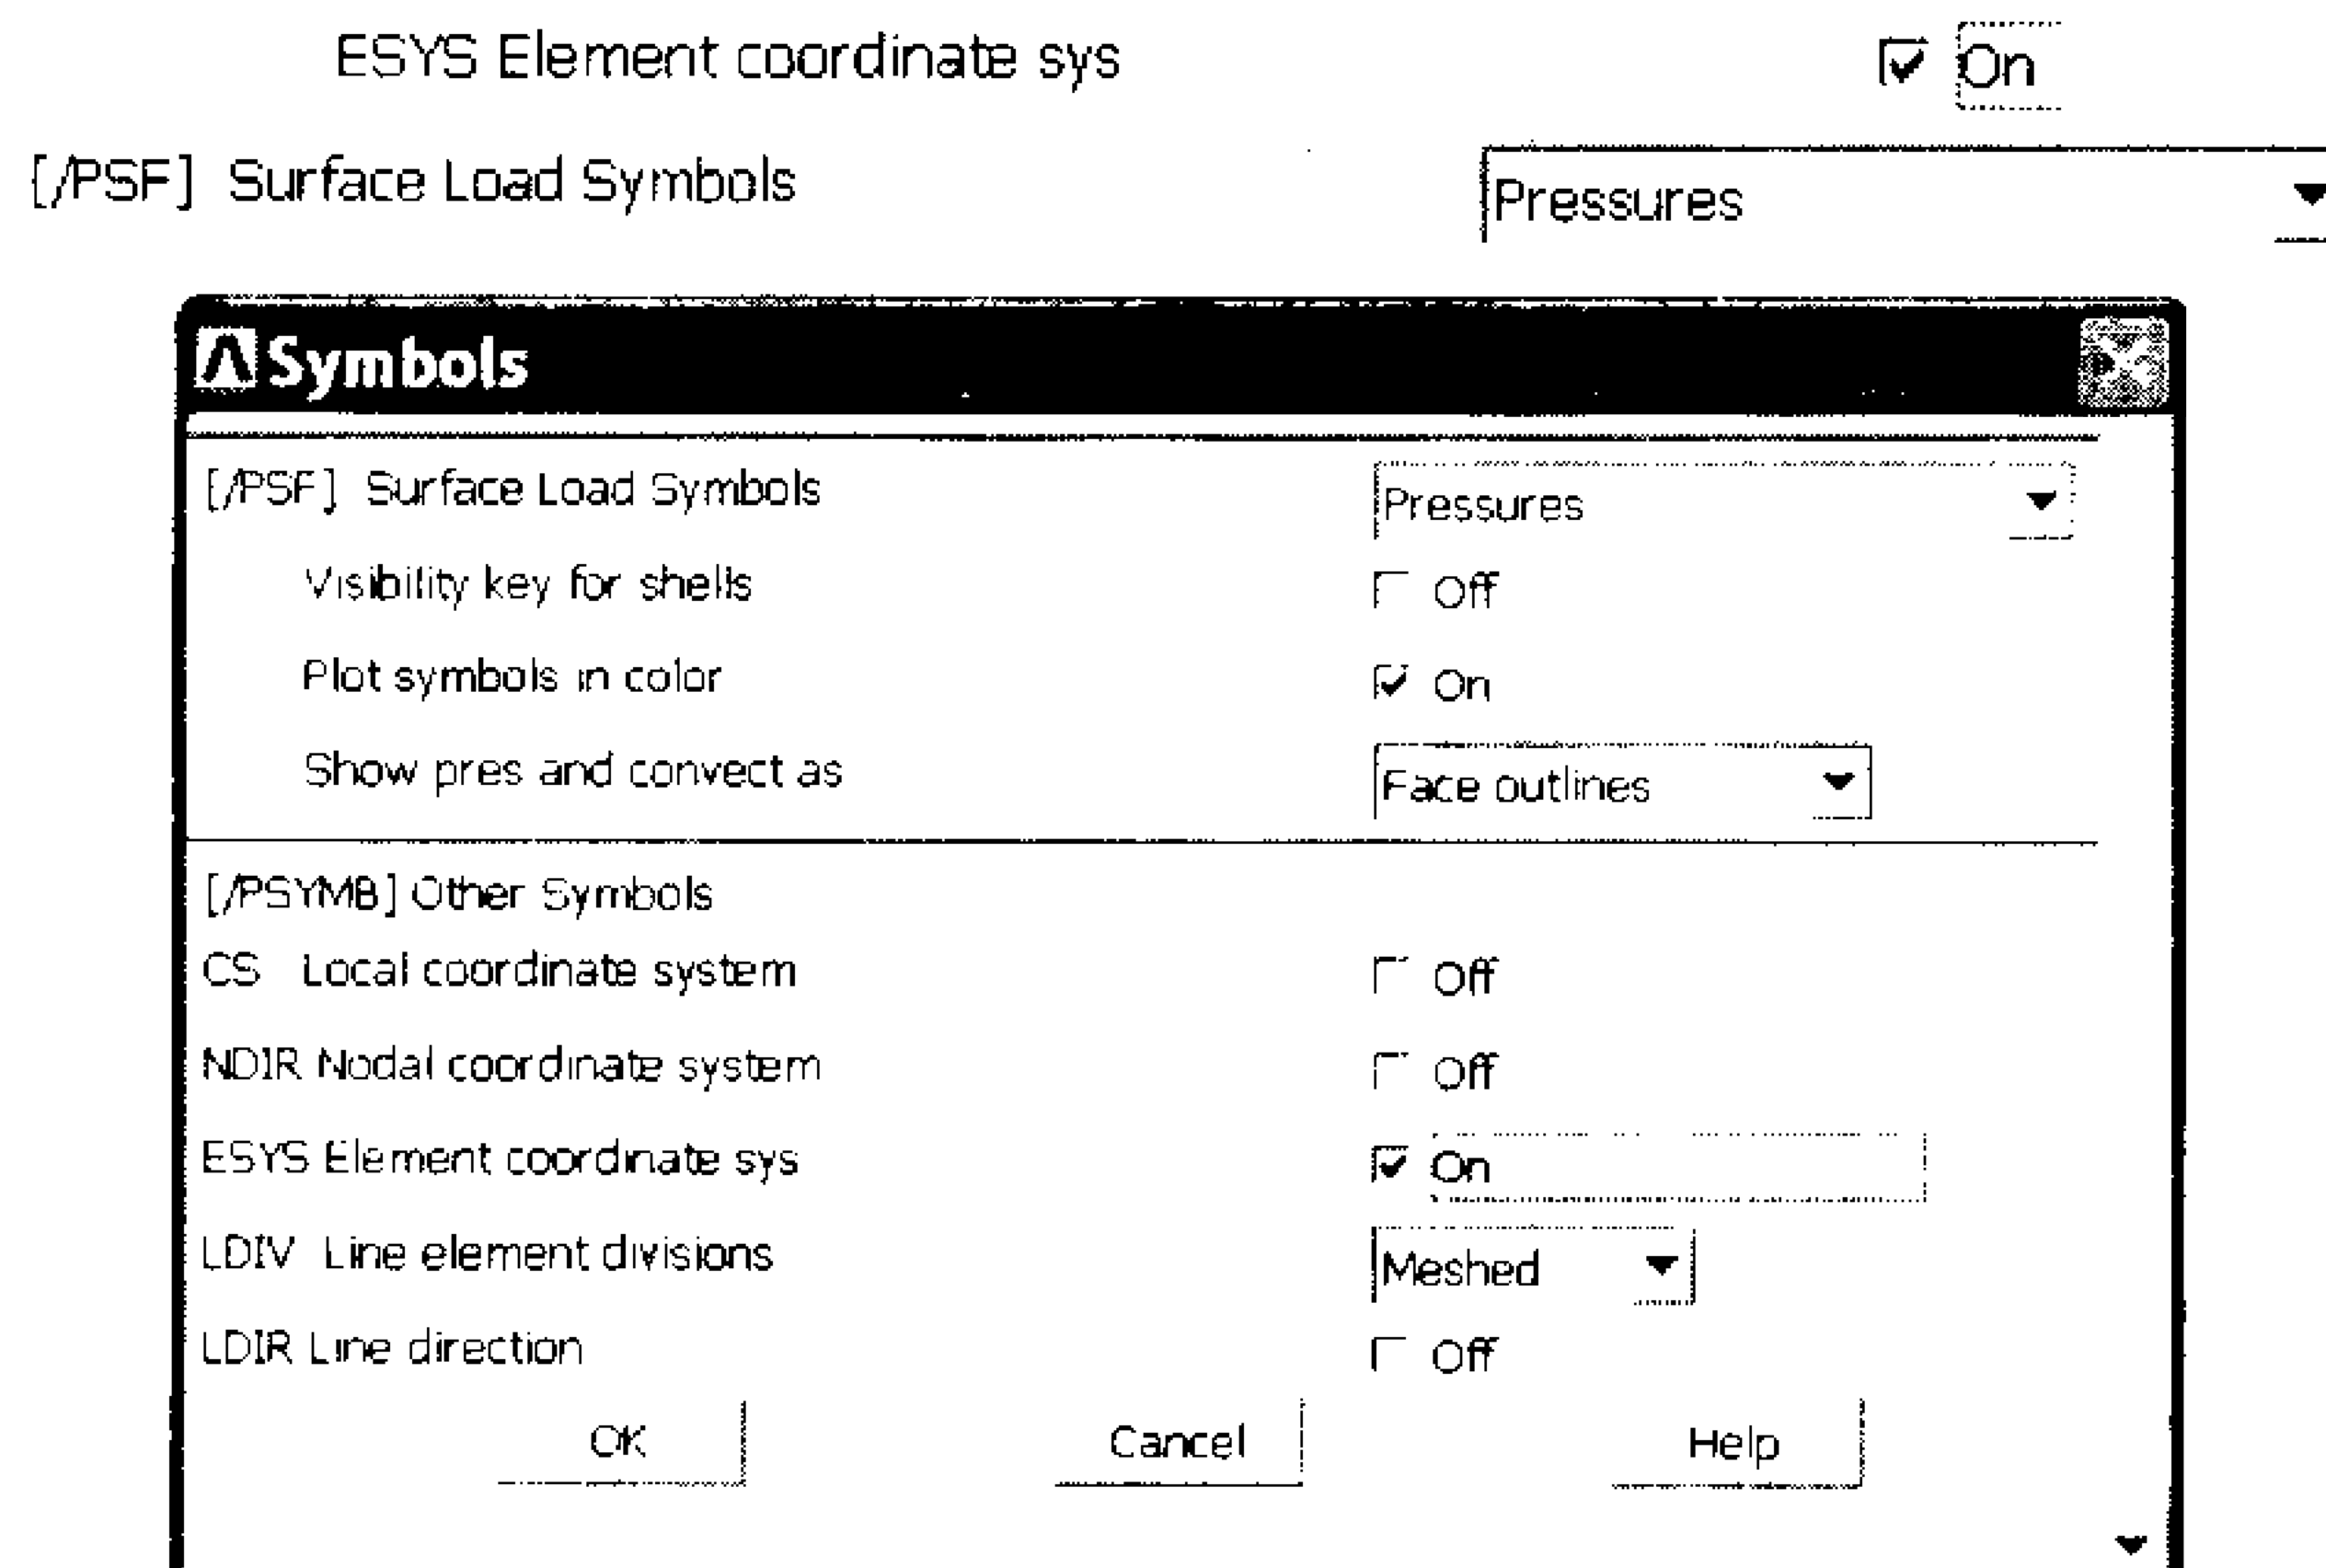 ESYS Element coordinate sys On
[/PSF] Surface Load Symbols Pressures
Symbols
[/PSF] Surface Load Symbols Pressures
Visibility key for shells Off
Plot symbols in color On
Show pres and convect as Face outlines
[/PSYMB] Other Symbols
CS Local coordinate system Off
NDIR Nodal coordinate system Off
ESYS Element coordinate sys On
LDIV Line element divisions Meshed
LDIR Line direction Off
OK Cancel Help